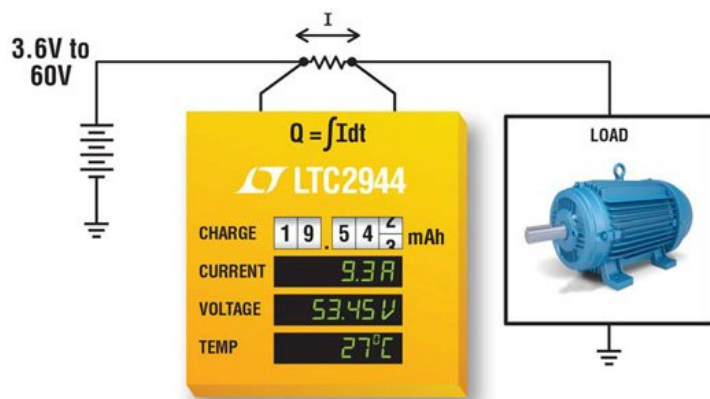 I
3.6V to
60V
Q = ∫Idt
LTC2944
LOAD
CHARGE 19.54 mAh
CURRENT 9.3A
VOLTAGE 53.45V
TEMP 27°C